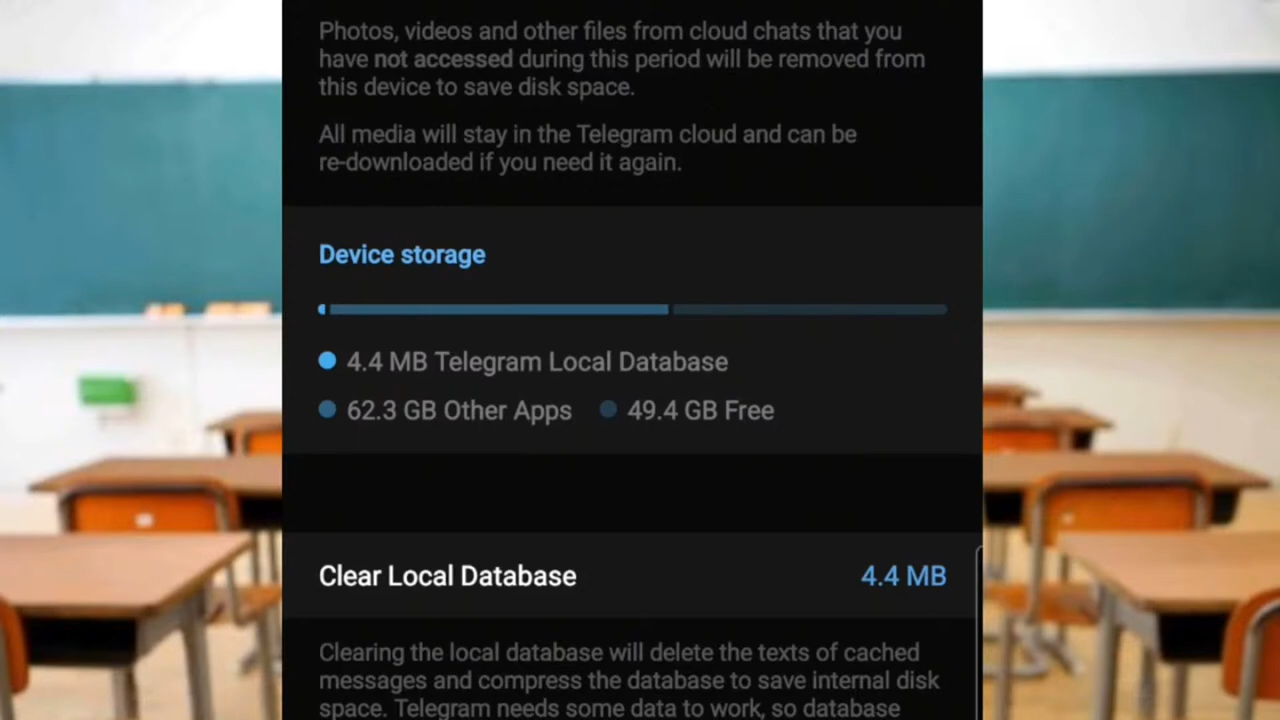 Photos, videos and other files from cloud chats that you
have not accessed during this period will be removed from
this device to save disk space.
All media will stay in the Telegram cloud and can be
re-downloaded if you need it again.
Device storage
4.4 MB Telegram Local Database
62.3 GB Other Apps 49.4 GB Free
Clear Local Database 4.4 MB
Clearing the local database will delete the texts of cached
messages and compress the database to save internal disk
space. Telegram needs some data to work, so database